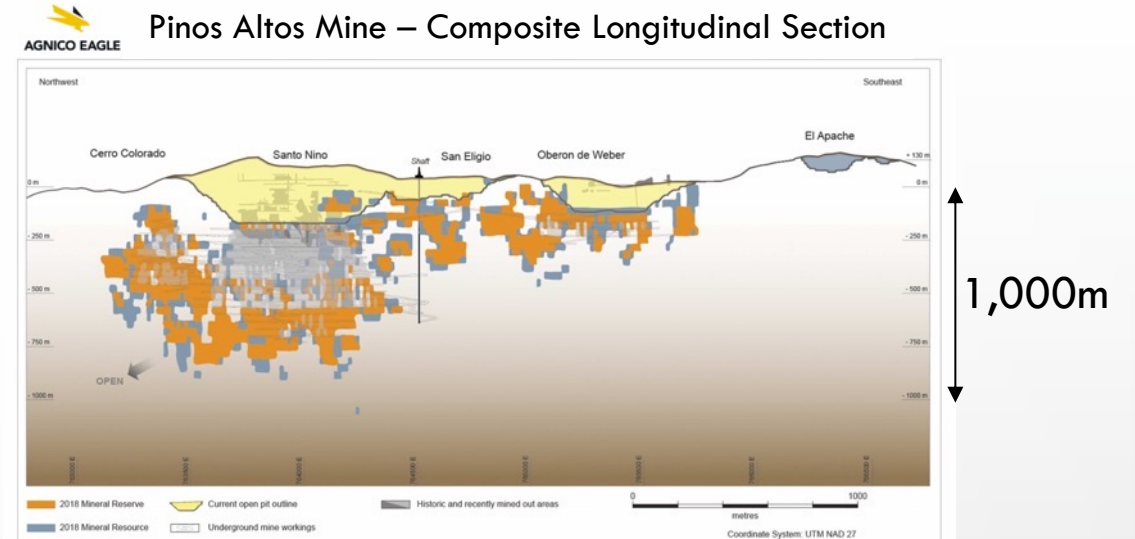 AGNICO EAGLE
Pinos Altos Mine – Composite Longitudinal Section
Northwest
Southeast
El Apache
Cerro Colorado
Santo Nino
Shaft
San Eligio
Oberon de Weber
+ 130 m
0 m
0 m
- 250 m
- 250 m
- 500 m
- 500 m
1,000m
- 750 m
- 750 m
OPEN
- 1000 m
- 1000 m
2018 Mineral Reserve
Current open pit outline
Historic and recently mined out areas
0
1000
metres
2018 Mineral Resource
Underground mine workings
Coordinate System: UTM NAD 27